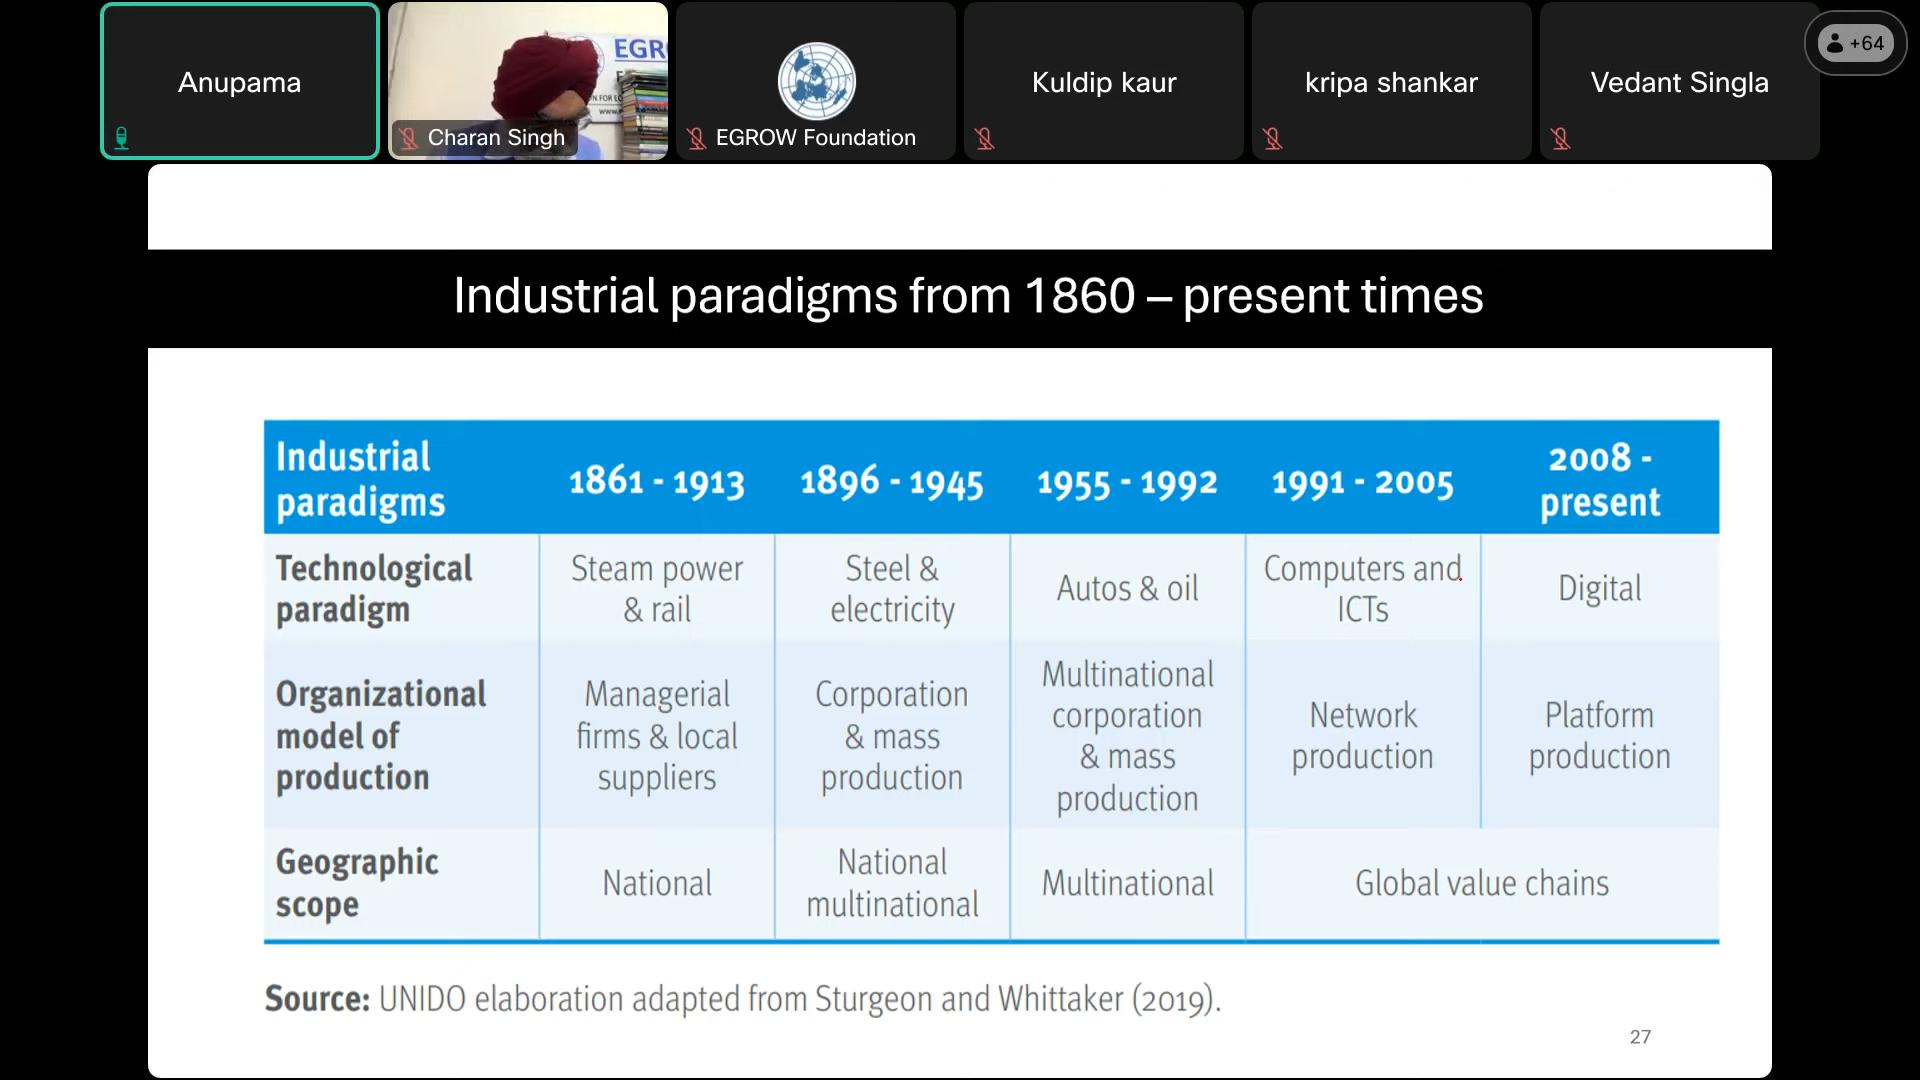 Anupama
EGR
N FOR E
www.
Charan Singh
EGROW Foundation
Kuldip kaur
kripa shankar
Vedant Singla
+64
Industrial paradigms from 1860 – present times
Industrial
paradigms
1861 - 1913
1896 - 1945
1955 - 1992
1991 - 2005
2008 -
present
Technological
paradigm
Steam power
& rail
Steel &
electricity
Autos & oil
Computers and
ICTs
Digital
Organizational
model of
production
Managerial
firms & local
suppliers
Corporation
& mass
production
Multinational
corporation
& mass
production
Network
production
Platform
production
Geographic
scope
National
National
multinational
Multinational
Global value chains
Source: UNIDO elaboration adapted from Sturgeon and Whittaker (2019).
27